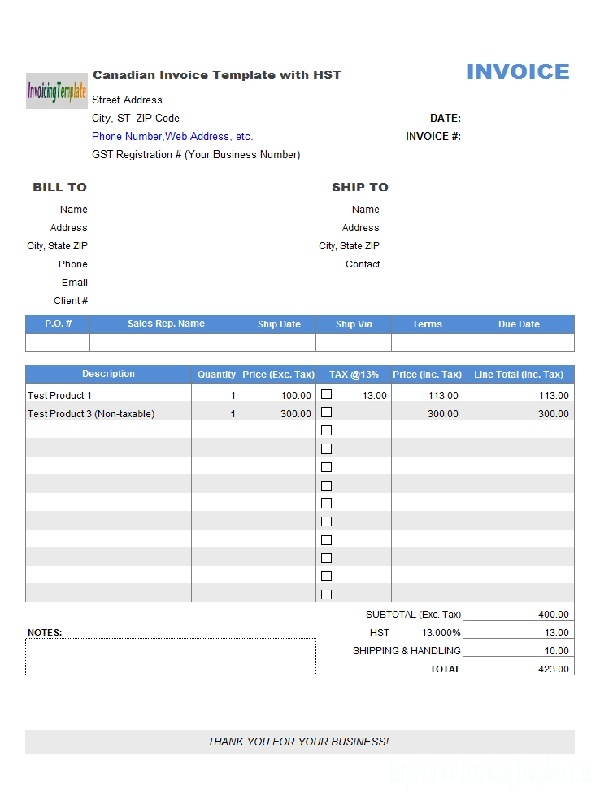 InvoicingTemplate
Canadian Invoice Template with HST
INVOICE
Street Address
City, ST ZIP Code
DATE:
Phone Number,Web Address, etc.
INVOICE #:
GST Registration # (Your Business Number)
BILL TO SHIP TO
Name Name
Address Address
City, State ZIP City, State ZIP
Phone Contact
Email
Client #
P.O. # Sales Rep. Name Ship Date Ship Via Terms Due Date
Description Quantity Price (Exc. Tax) TAX @13% Price (Inc. Tax) Line Total (Inc. Tax)
Test Product 1 1 100.00 13.00 113.00 113.00
Test Product 3 (Non-taxable) 1 300.00 300.00 300.00
SUBTOTAL (Exc. Tax) 400.00
NOTES: HST 13.000% 13.00
SHIPPING & HANDLING 10.00
TOTAL 423.00
THANK YOU FOR YOUR BUSINESS!